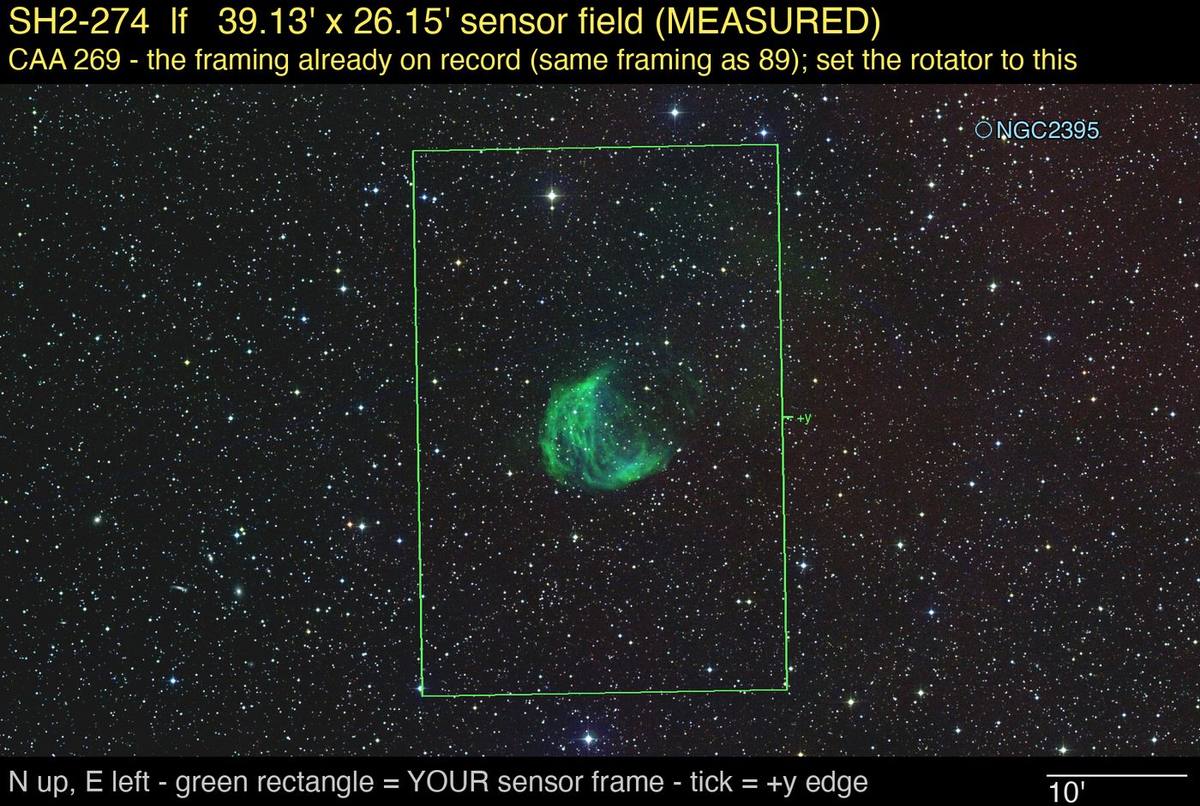 SH2-274 lf 39.13' x 26.15' sensor field (MEASURED)
CAA 269 - the framing already on record (same framing as 89); set the rotator to this
NGC2395
+y
N up, E left - green rectangle = YOUR sensor frame - tick = +y edge
10'